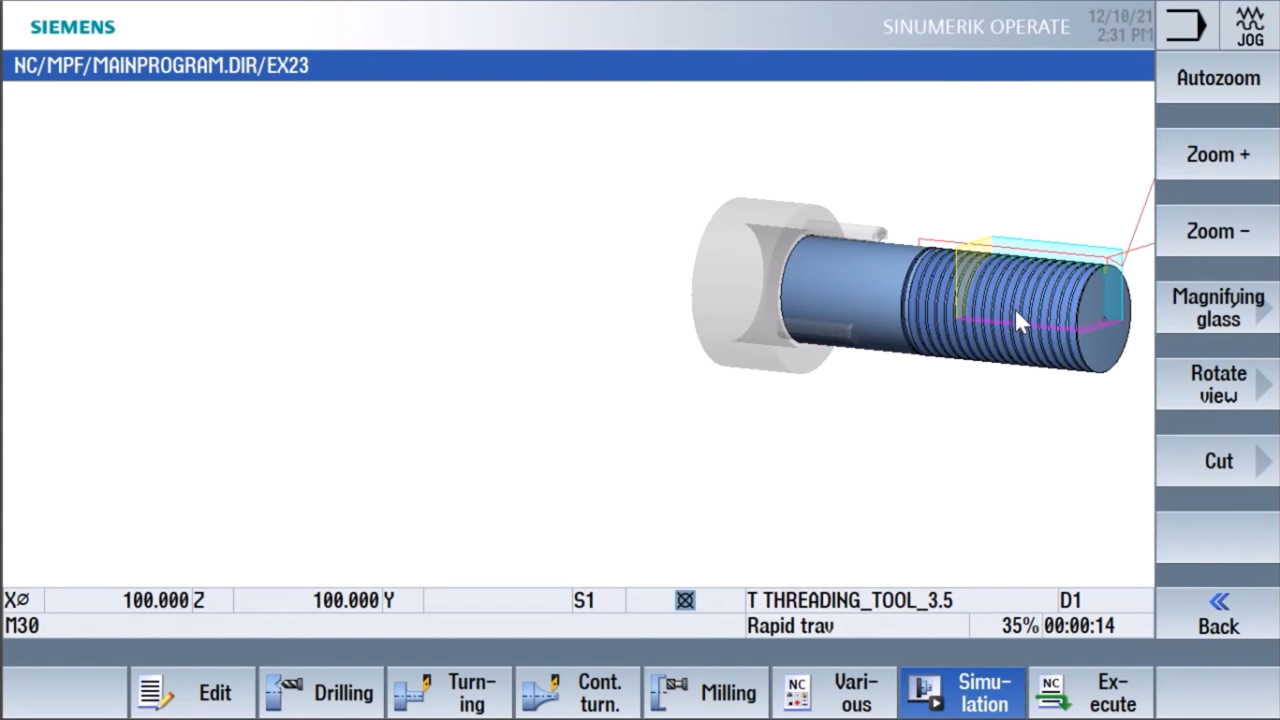 SIEMENS
SINUMERIK OPERATE
12/10/21
2:31 PM
JOG
NC/MPF/MAINPROGRAM.DIR/EX23
Autozoom
Zoom +
Zoom -
Magnifying
glass
Rotate
view
Cut
X⌀ 100.000 Z 100.000 Y S1 T THREADING_TOOL_3.5 D1
M30 Rapid trav 35% 00:00:14
Back
Edit
Drilling
Turn-
ing
Cont.
turn.
Milling
NC
Vari-
ous
Simu-
lation
NC
Ex-
ecute